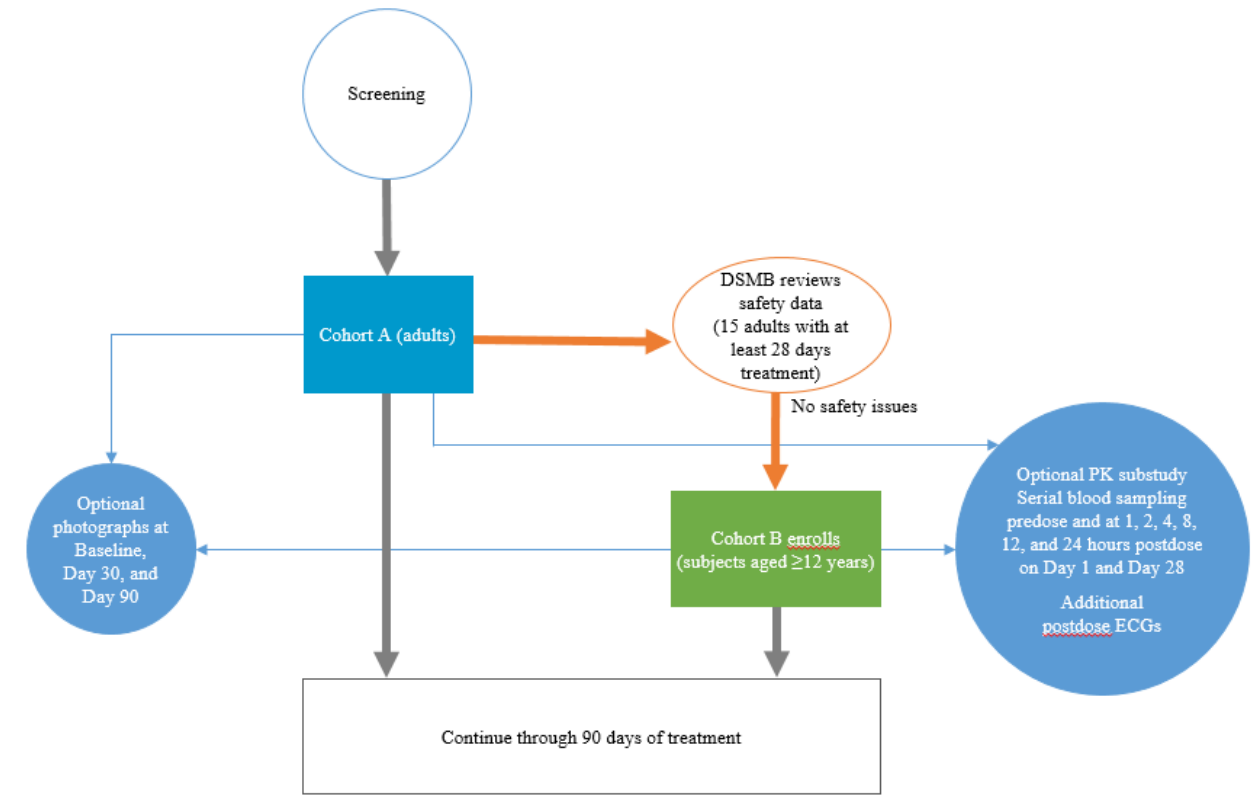 Screening
Cohort A (adults)
DSMB reviews
safety data
(15 adults with at
least 28 days
treatment)
No safety issues
Optional
photographs at
Baseline,
Day 30, and
Day 90
Cohort B enrolls
(subjects aged ≥12 years)
Optional PK substudy
Serial blood sampling
predose and at 1, 2, 4, 8,
12, and 24 hours postdose
on Day 1 and Day 28
Additional
postdose ECGs
Continue through 90 days of treatment